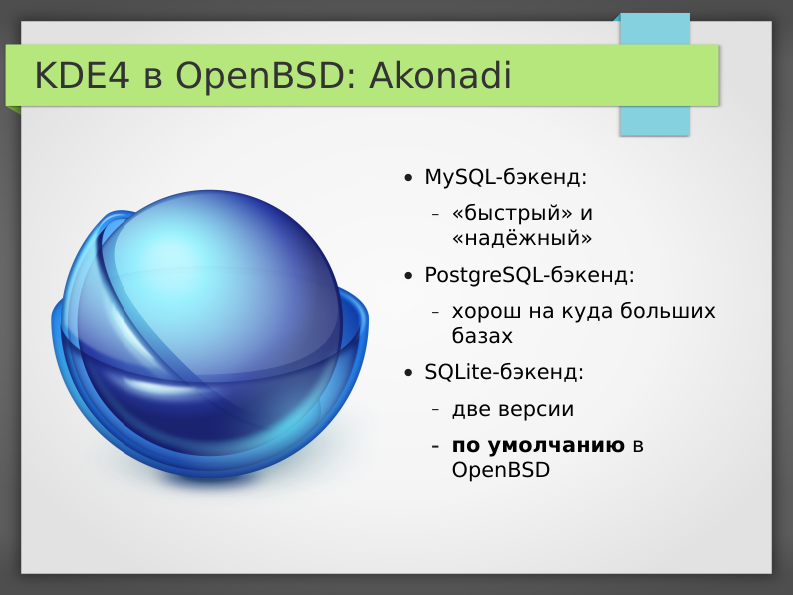 KDE4 в OpenBSD: Akonadi
• MySQL-бэкенд:
– «быстрый» и
«надёжный»
• PostgreSQL-бэкенд:
– хорош на куда больших
базах
• SQLite-бэкенд:
– две версии
– по умолчанию в
OpenBSD